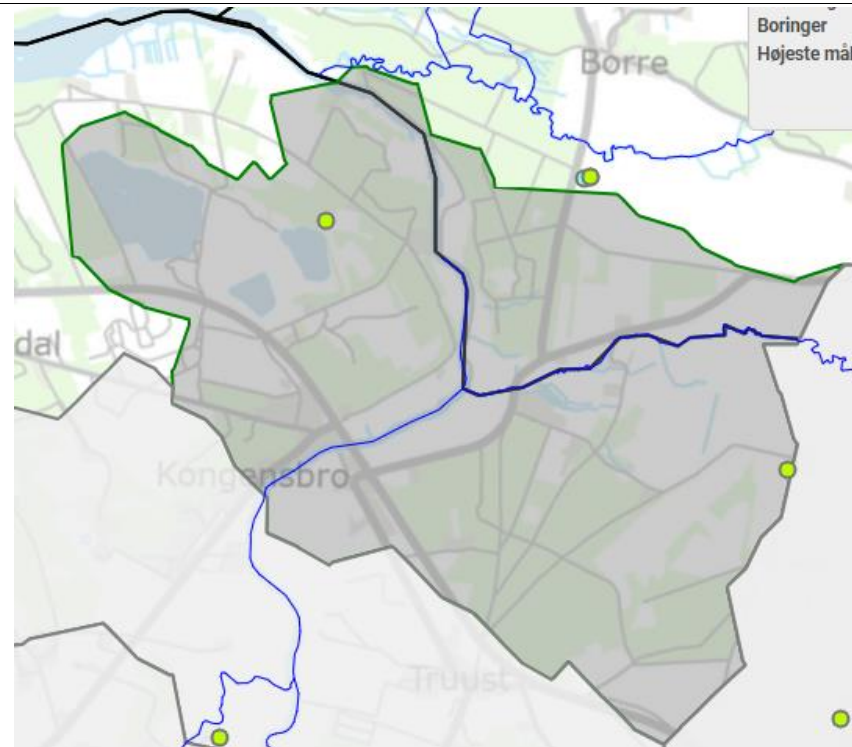 Boringer
Højeste mål
Borre
dal
Kongensbro
Truust